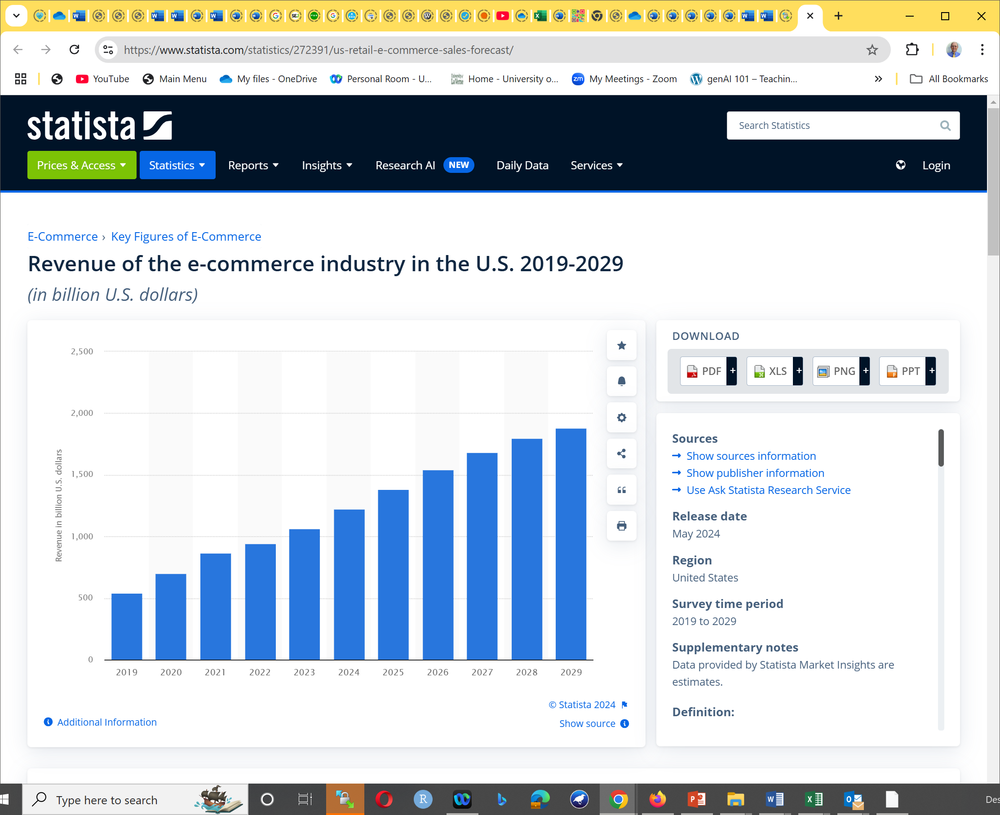 https://www.statista.com/statistics/272391/us-retail-e-commerce-sales-forecast/
YouTube Main Menu My files - OneDrive Personal Room - U... Home - University o... My Meetings - Zoom genAI 101 – Teachin... » All Bookmarks
statista
Search Statistics
Prices & Access Statistics Reports Insights Research AI NEW Daily Data Services Login
E-Commerce › Key Figures of E-Commerce
Revenue of the e-commerce industry in the U.S. 2019-2029
(in billion U.S. dollars)
Revenue in billion U.S. dollars
2,500
2,000
1,500
1,000
500
0
2019 2020 2021 2022 2023 2024 2025 2026 2027 2028 2029
© Statista 2024
Additional Information
Show source
DOWNLOAD
PDF + XLS + PNG + PPT +
Sources
→ Show sources information
→ Show publisher information
→ Use Ask Statista Research Service
Release date
May 2024
Region
United States
Survey time period
2019 to 2029
Supplementary notes
Data provided by Statista Market Insights are
estimates.
Definition:
Type here to search
Des